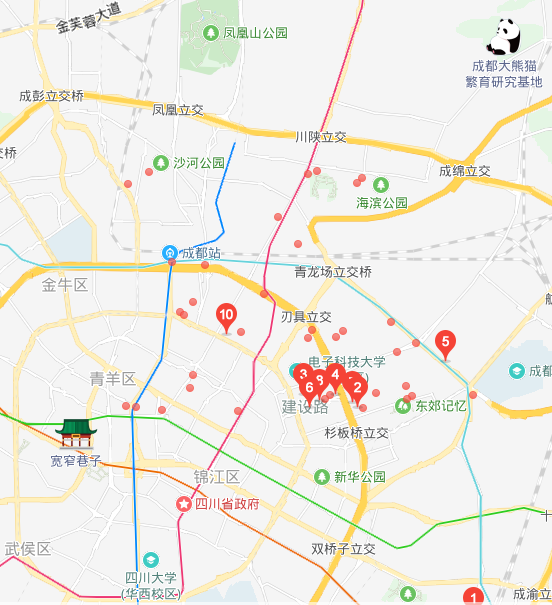 金芙蓉大道
凤凰山公园
成都大熊猫
繁育研究基地
成彭立交桥
凤凰立交
川陕立交
交桥
沙河公园
成绵立交
海滨公园
成都站
青龙场立交桥
金牛区
10
刃具立交
5
电子科技大学
成都
青羊区
3
4
8
6
2
建设路
东郊记忆
杉板桥立交
宽窄巷子
锦江区
新华公园
四川省政府
十
武侯区
双桥子立交
四川大学
(华西校区)
成渝立交
1